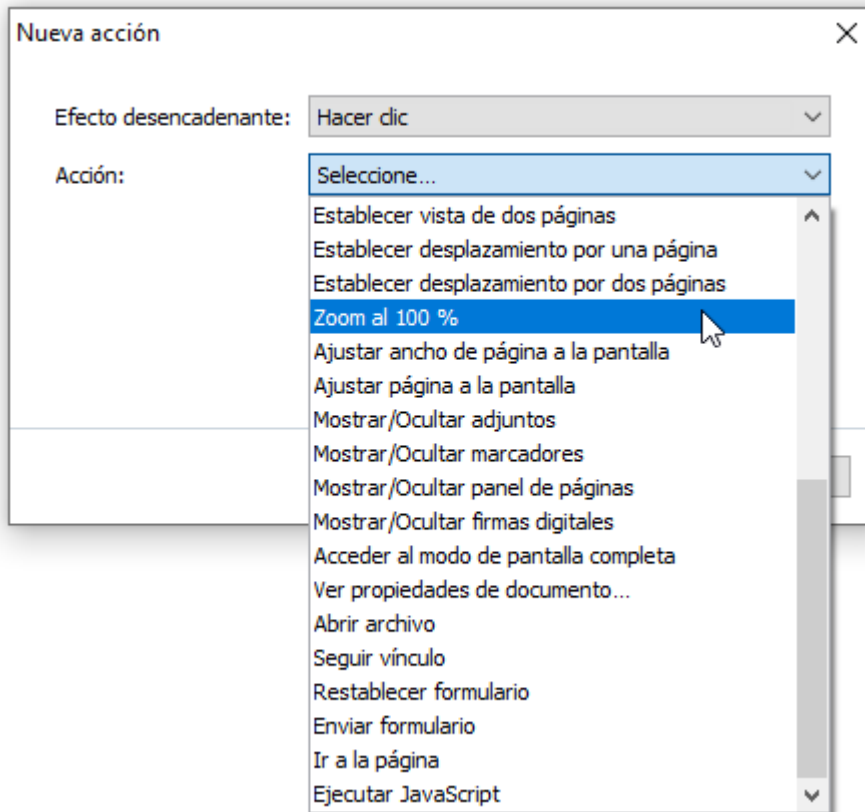 Nueva acción
Efecto desencadenante: Hacer clic
Acción: Seleccione...
Establecer vista de dos páginas
Establecer desplazamiento por una página
Establecer desplazamiento por dos páginas
Zoom al 100 %
Ajustar ancho de página a la pantalla
Ajustar página a la pantalla
Mostrar/Ocultar adjuntos
Mostrar/Ocultar marcadores
Mostrar/Ocultar panel de páginas
Mostrar/Ocultar firmas digitales
Acceder al modo de pantalla completa
Ver propiedades de documento...
Abrir archivo
Seguir vínculo
Restablecer formulario
Enviar formulario
Ir a la página
Ejecutar JavaScript